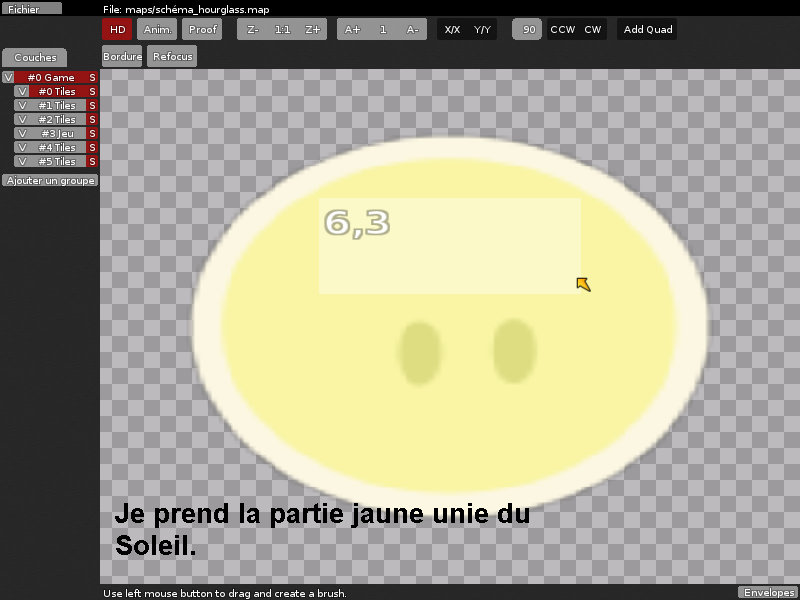 Fichier File: maps/schéma_hourglass.map
HD Anim. Proof Z- 1:1 Z+ A+ 1 A- X/X Y/Y 90 CCW CW Add Quad
Couches Bordure Refocus
V #0 Game S
V #0 Tiles S
V #1 Tiles S
V #2 Tiles S
V #3 Jeu S
V #4 Tiles S
V #5 Tiles S
Ajouter un groupe
6,3
Je prend la partie jaune unie du
Soleil.
Use left mouse button to drag and create a brush. Envelopes